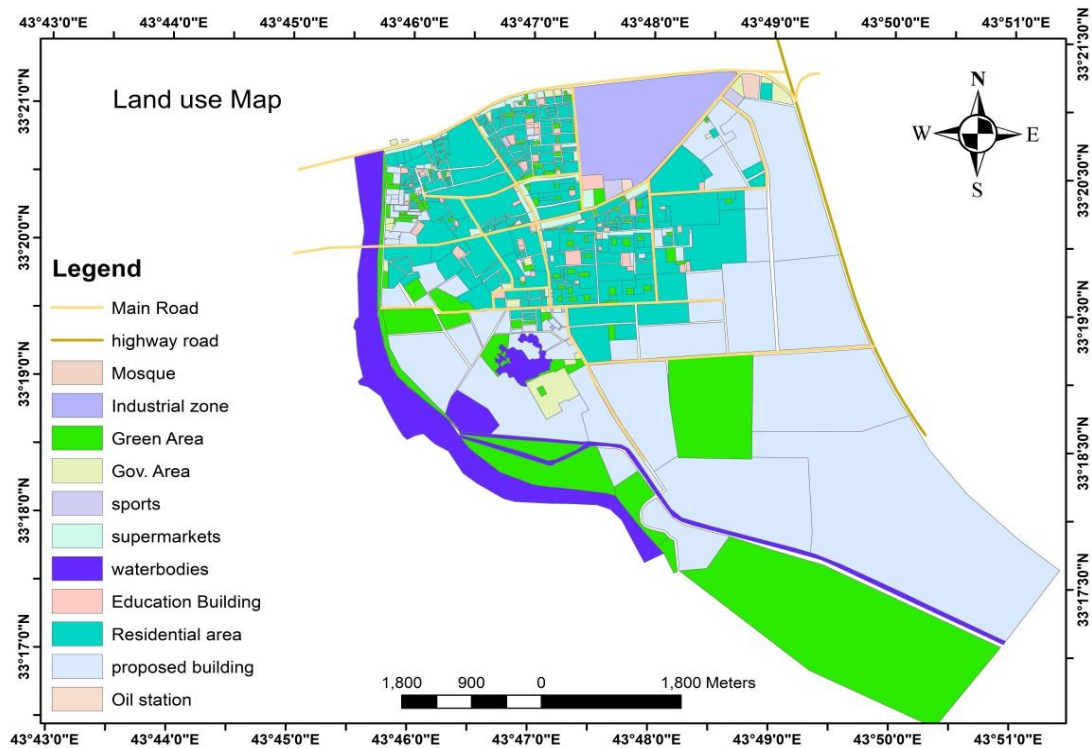 43°43'0"E 43°44'0"E 43°45'0"E 43°46'0"E 43°47'0"E 43°48'0"E 43°49'0"E 43°50'0"E 43°51'0"E
Land use Map
N
W E
S
33°21'0"N
33°20'0"N
33°19'0"N
33°18'0"N
33°17'0"N
33°21'30"N
33°20'30"N
33°19'30"N
33°18'30"N
33°17'30"N
Legend
Main Road
highway road
Mosque
Industrial zone
Green Area
Gov. Area
sports
supermarkets
waterbodies
Education Building
Residential area
proposed building
Oil station
1,800 900 0 1,800 Meters
43°43'0"E 43°44'0"E 43°45'0"E 43°46'0"E 43°47'0"E 43°48'0"E 43°49'0"E 43°50'0"E 43°51'0"E